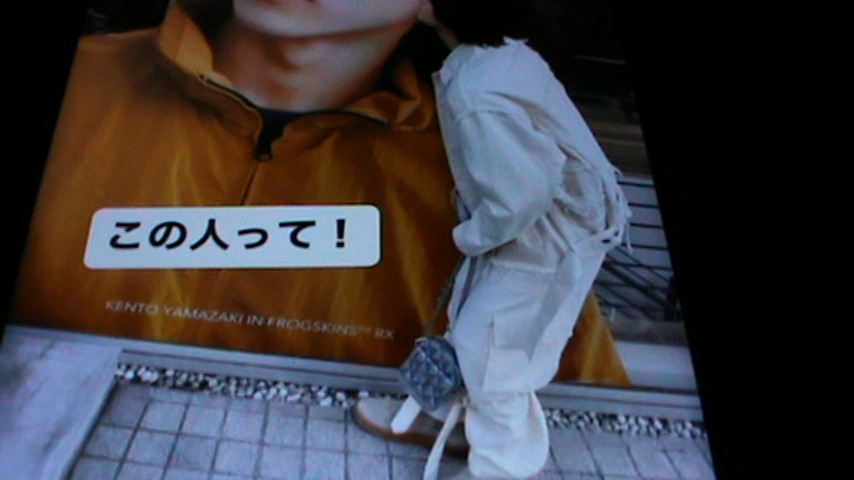 この人って！
KENTO YAMAZAKI IN FROGSKINS™ RX